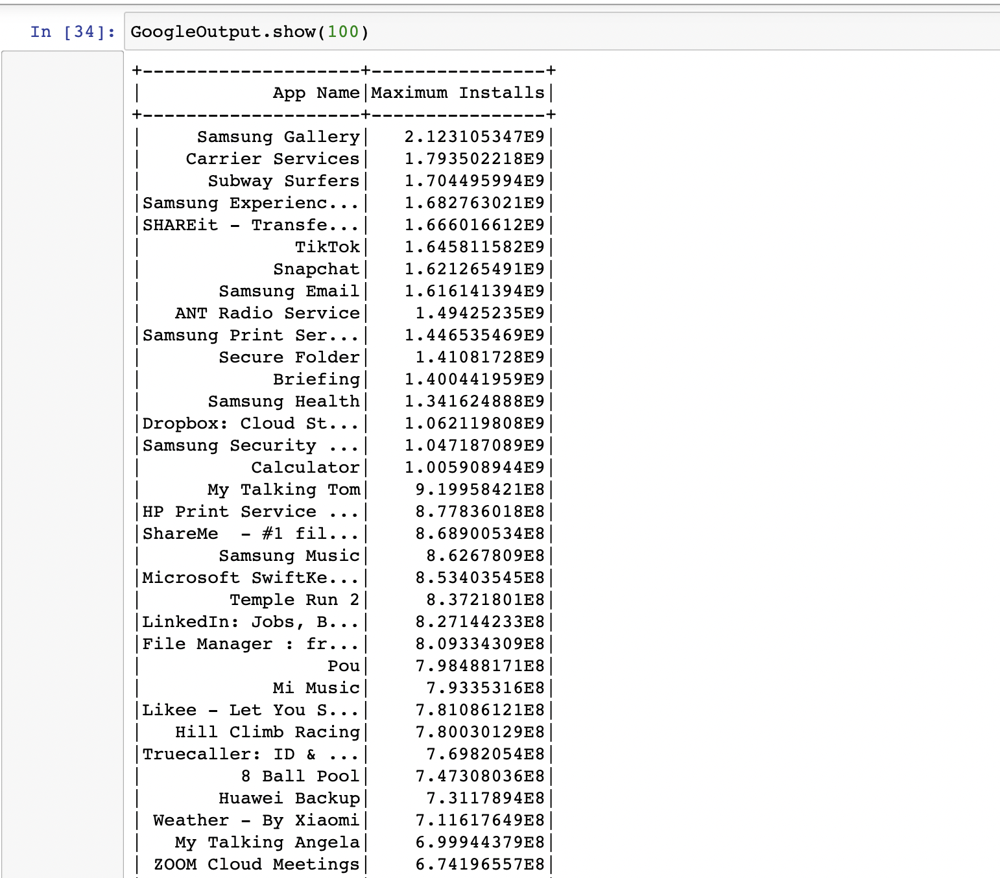 In [34]: GoogleOutput.show(100)
+--------------------+----------------+
|            App Name|Maximum Installs|
+--------------------+----------------+
|     Samsung Gallery|   2.123105347E9|
|    Carrier Services|   1.793502218E9|
|      Subway Surfers|   1.704495994E9|
|Samsung Experienc...|   1.682763021E9|
|SHAREit - Transfe...|   1.666016612E9|
|              TikTok|   1.645811582E9|
|            Snapchat|   1.621265491E9|
|       Samsung Email|   1.616141394E9|
|   ANT Radio Service|    1.49425235E9|
|Samsung Print Ser...|   1.446535469E9|
|       Secure Folder|    1.41081728E9|
|            Briefing|   1.400441959E9|
|      Samsung Health|   1.341624888E9|
|Dropbox: Cloud St...|   1.062119808E9|
|Samsung Security ...|   1.047187089E9|
|          Calculator|   1.005908944E9|
|      My Talking Tom|    9.19958421E8|
|HP Print Service ...|    8.77836018E8|
|ShareMe  - #1 fil...|    8.68900534E8|
|       Samsung Music|     8.6267809E8|
|Microsoft SwiftKe...|    8.53403545E8|
|        Temple Run 2|     8.3721801E8|
|LinkedIn: Jobs, B...|    8.27144233E8|
|File Manager : fr...|    8.09334309E8|
|                 Pou|    7.98488171E8|
|            Mi Music|     7.9335316E8|
|Likee - Let You S...|    7.81086121E8|
|   Hill Climb Racing|    7.80030129E8|
|Truecaller: ID & ...|     7.6982054E8|
|         8 Ball Pool|    7.47308036E8|
|       Huawei Backup|     7.3117894E8|
| Weather - By Xiaomi|    7.11617649E8|
|   My Talking Angela|    6.99944379E8|
| ZOOM Cloud Meetings|    6.74196557E8|